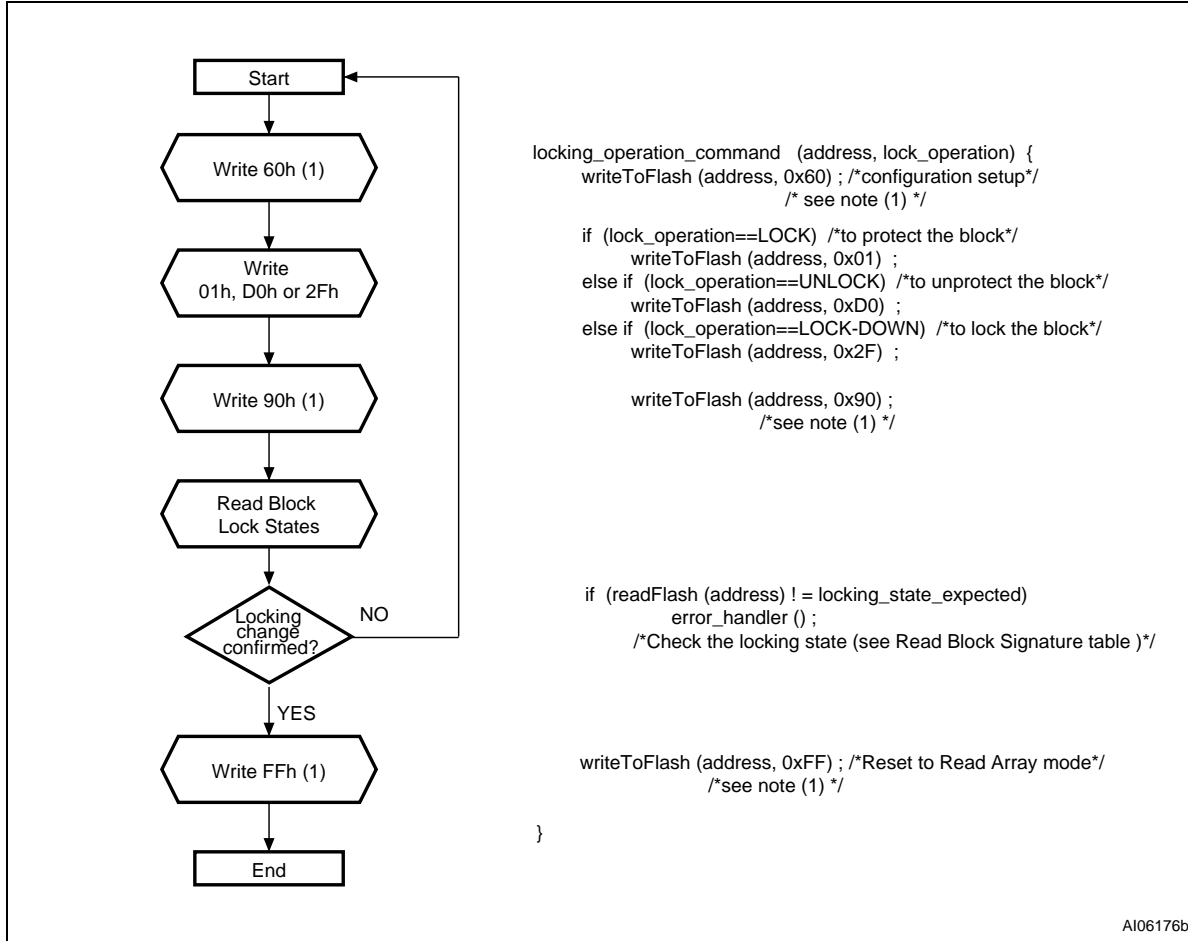 Start
Write 60h (1)
Write
01h, D0h or 2Fh
Write 90h (1)
Read Block
Lock States
Locking
change
confirmed?
NO
YES
Write FFh (1)
End
locking_operation_command (address, lock_operation) {
writeToFlash (address, 0x60) ; /*configuration setup*/
/* see note (1) */
if (lock_operation==LOCK) /*to protect the block*/
writeToFlash (address, 0x01) ;
else if (lock_operation==UNLOCK) /*to unprotect the block*/
writeToFlash (address, 0xD0) ;
else if (lock_operation==LOCK-DOWN) /*to lock the block*/
writeToFlash (address, 0x2F) ;
writeToFlash (address, 0x90) ;
/*see note (1) */
if (readFlash (address) ! = locking_state_expected)
error_handler () ;
/*Check the locking state (see Read Block Signature table )*/
writeToFlash (address, 0xFF) ; /*Reset to Read Array mode*/
/*see note (1) */
}
AI06176b